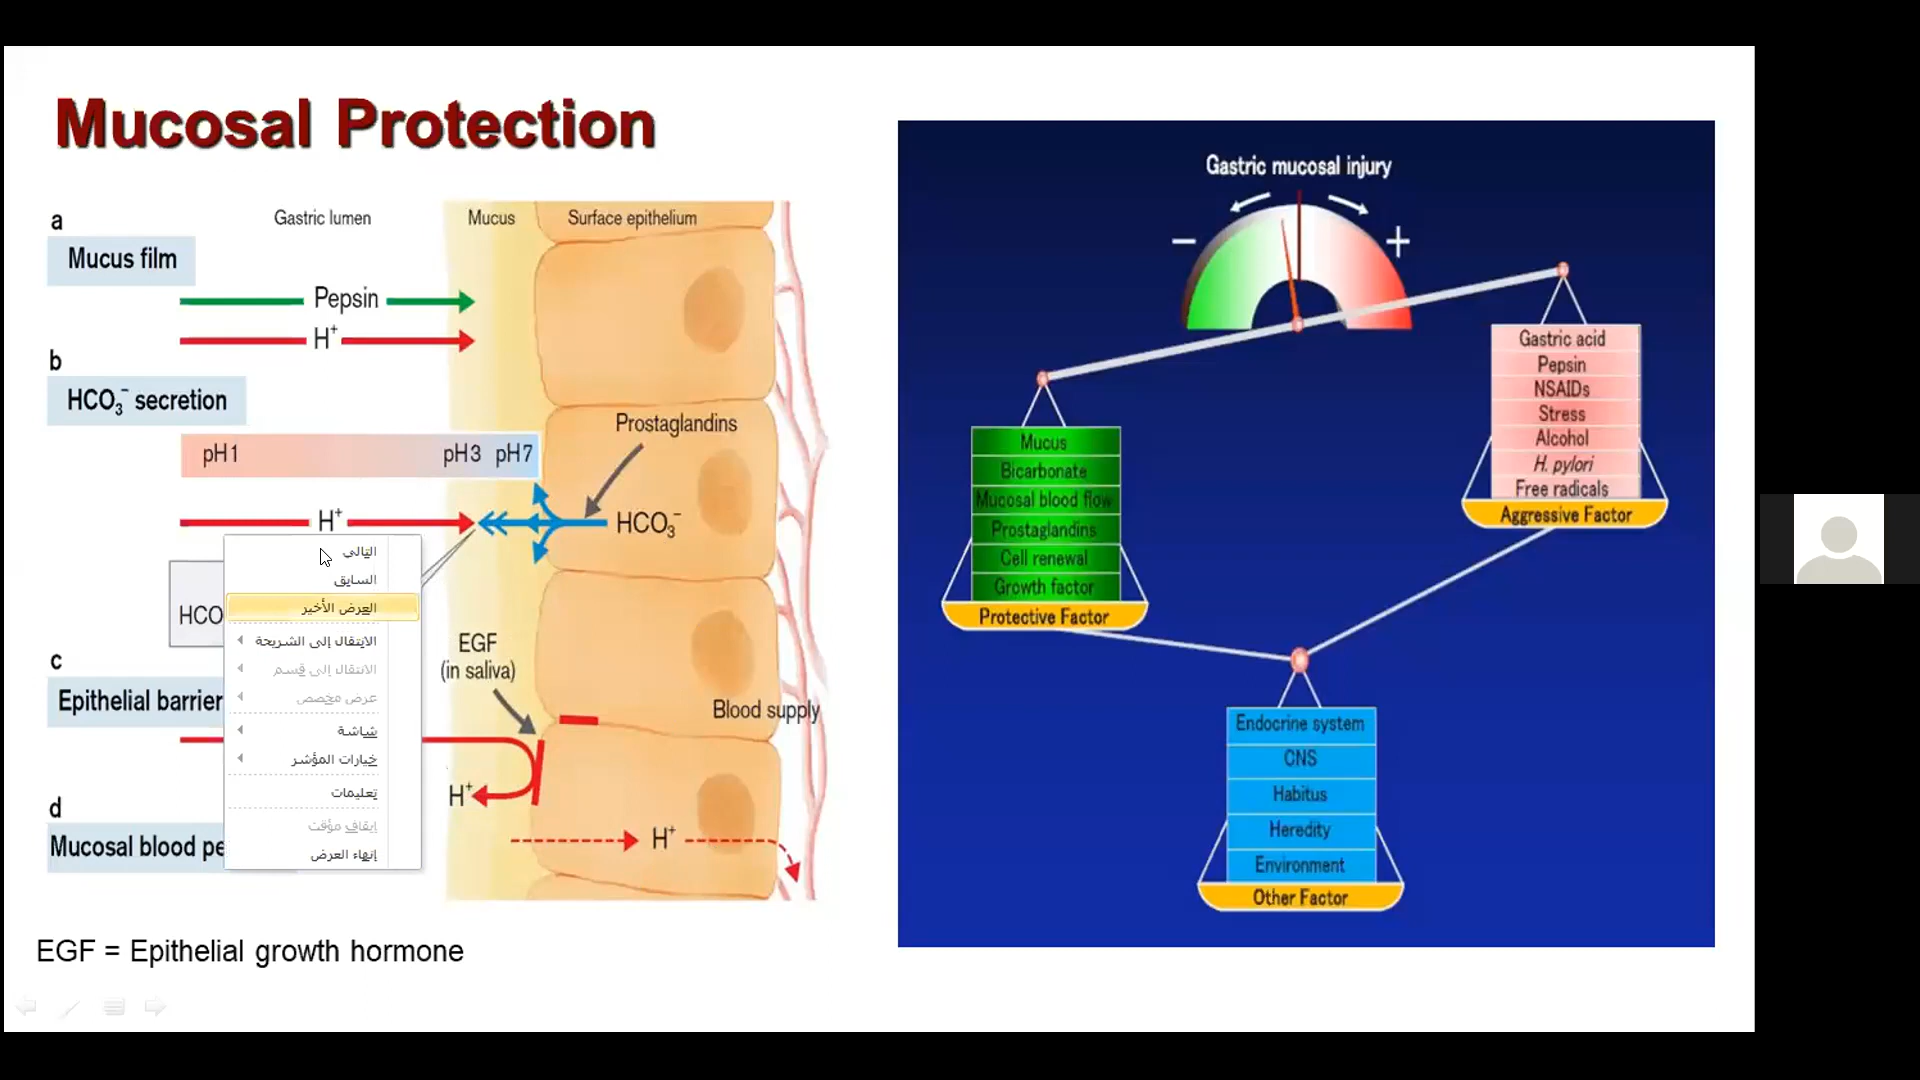 Mucosal Protection
a
Gastric lumen
Mucus
Surface epithelium
Mucus film
Pepsin
H⁺
b
HCO₃⁻ secretion
Prostaglandins
pH1
pH3
pH7
H⁺
HCO₃⁻
HCO
التالي
السابق
العرض الأخير
الانتقال إلى الشريحة
الانتقال إلى قسم
عرض مخصص
شاشة
خيارات المؤشر
تعليمات
إيقاف مؤقت
إنهاء العرض
EGF
(in saliva)
c
Epithelial barrier
Blood supply
H⁺
d
Mucosal blood pe
H⁺
EGF = Epithelial growth hormone
Gastric mucosal injury
−
+
Mucus
Bicarbonate
Mucosal blood flow
Prostaglandins
Cell renewal
Growth factor
Protective Factor
Gastric acid
Pepsin
NSAIDs
Stress
Alcohol
H. pylori
Free radicals
Aggressive Factor
Endocrine system
CNS
Habitus
Heredity
Environment
Other Factor